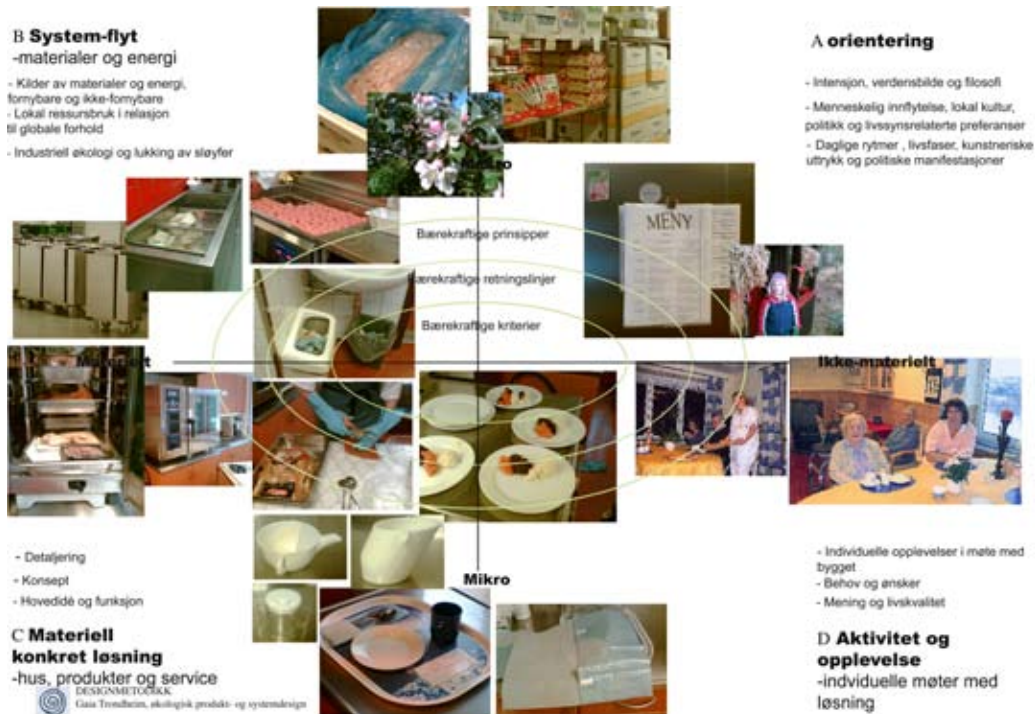 B System-flyt
-materialer og energi
- Kilder av materialer og energi,
fornybare og ikke-fornybare
- Lokal ressursbruk i relasjon
til globale forhold
- Industriell økologi og lukking av sløyfer
A orientering
- Intensjon, verdensbilde og filosofi
- Menneskelig innflytelse, lokal kultur,
politikk og livssynsrelaterte preferanser
- Daglige rytmer , livsfaser, kunstneriske
uttrykk og politiske manifestasjoner
MENY
Bærekraftige prinsipper
Bærekraftige retningslinjer
Bærekraftige kriterier
Materielt
Ikke-materielt
Mikro
- Detaljering
- Konsept
- Hovedidè og funksjon
C Materiell
konkret løsning
-hus, produkter og service
DESIGNMETODIKK
Gaia Trondheim, økologisk produkt- og systemdesign
- Individuelle opplevelser i møte med
bygget
- Behov og ønsker
- Mening og livskvalitet
D Aktivitet og
opplevelse
-indviduelle møter med
løsning